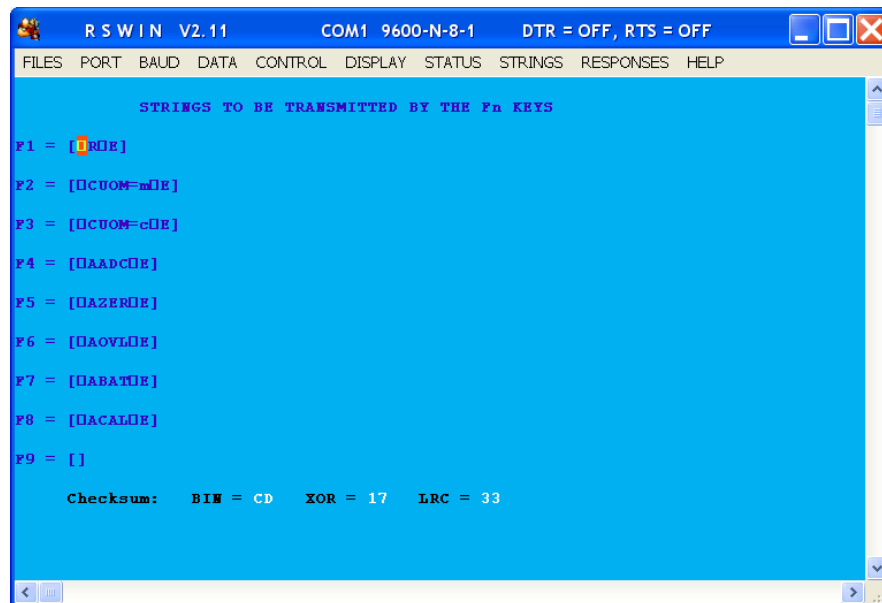 R S W I N V2.11 COM1 9600-N-8-1 DTR = OFF, RTS = OFF
FILES PORT BAUD DATA CONTROL DISPLAY STATUS STRINGS RESPONSES HELP
STRINGS TO BE TRANSMITTED BY THE Fn KEYS
F1 = [▯R▯E]
F2 = [▯CUOM=m▯E]
F3 = [▯CUOM=c▯E]
F4 = [▯AADC▯E]
F5 = [▯AZER▯E]
F6 = [▯AOVL▯E]
F7 = [▯ABAT▯E]
F8 = [▯ACAL▯E]
F9 = []
Checksum: BIN = CD XOR = 17 LRC = 33